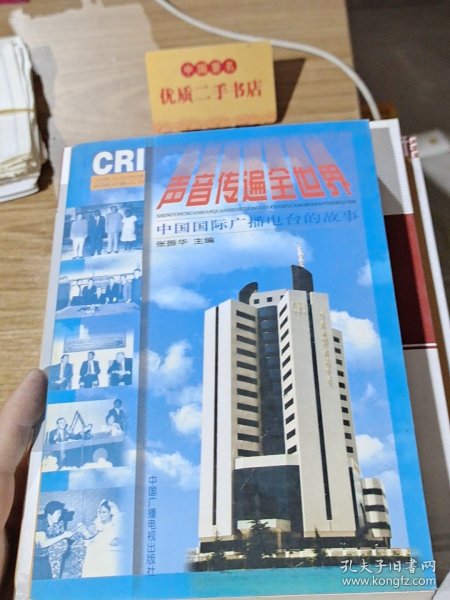 中国著名
优质二手书店
CRI
声音传遍全世界
中国国际广播电台的故事
张振华 主编
中国广播电视出版社
孔夫子旧书网
www.kongfz.com